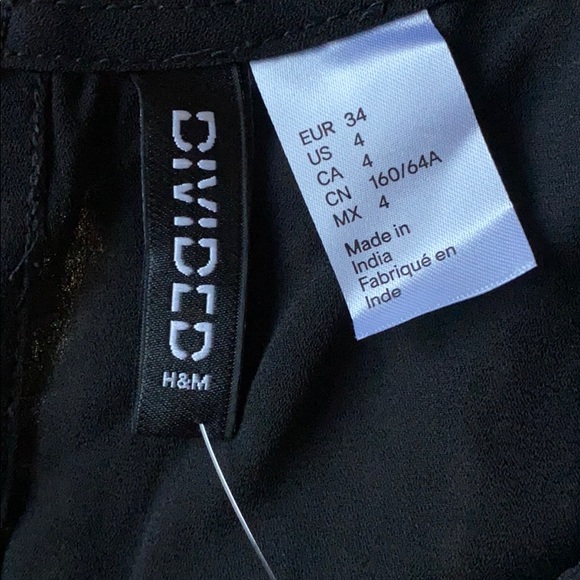 DIVIDED
H&M
EUR 34
US 4
CA 4
CN 160/64A
MX 4
Made in
India
Fabriqué en
Inde